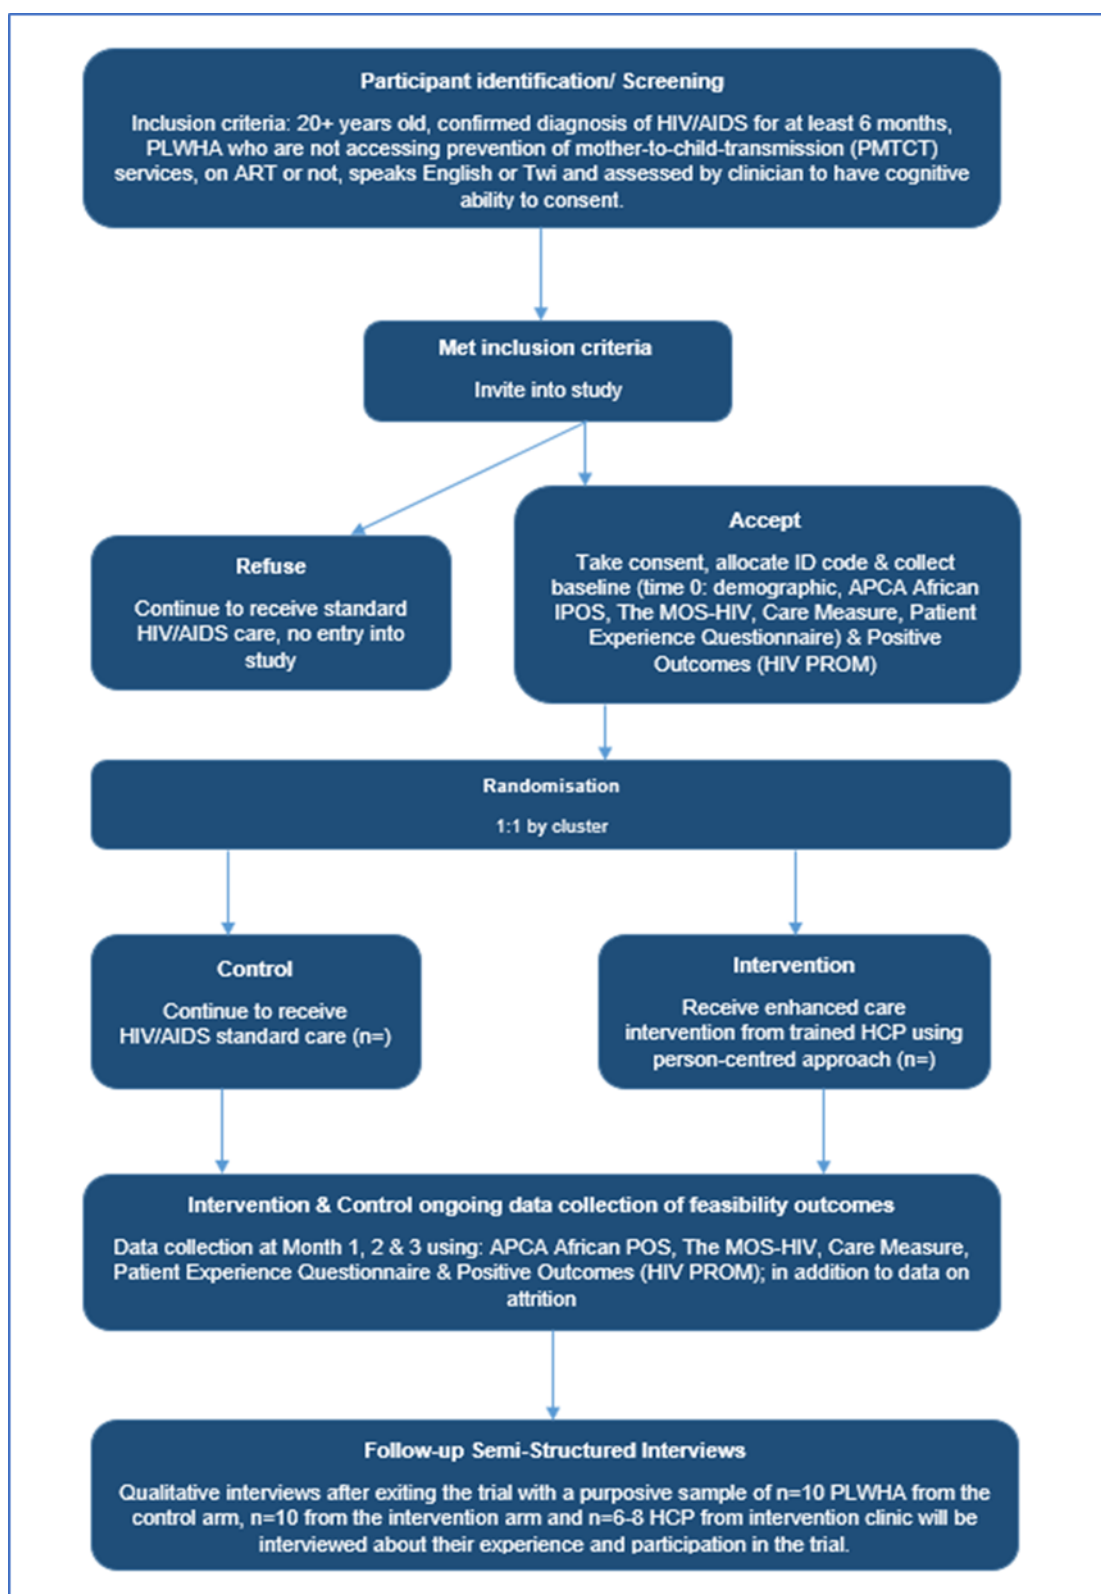 Participant identification/ Screening
Inclusion criteria: 20+ years old, confirmed diagnosis of HIV/AIDS for at least 6 months,
PLWHA who are not accessing prevention of mother-to-child-transmission (PMTCT)
services, on ART or not, speaks English or Twi and assessed by clinician to have cognitive
ability to consent.
Met inclusion criteria
Invite into study
Refuse
Continue to receive standard
HIV/AIDS care, no entry into
study
Accept
Take consent, allocate ID code & collect
baseline (time 0: demographic, APCA African
IPOS, The MOS-HIV, Care Measure, Patient
Experience Questionnaire) & Positive
Outcomes (HIV PROM)
Randomisation
1:1 by cluster
Control
Continue to receive
HIV/AIDS standard care (n=)
Intervention
Receive enhanced care
intervention from trained HCP using
person-centred approach (n=)
Intervention & Control ongoing data collection of feasibility outcomes
Data collection at Month 1, 2 & 3 using: APCA African POS, The MOS-HIV, Care Measure,
Patient Experience Questionnaire & Positive Outcomes (HIV PROM); in addition to data on
attrition
Follow-up Semi-Structured Interviews
Qualitative interviews after exiting the trial with a purposive sample of n=10 PLWHA from the
control arm, n=10 from the intervention arm and n=6-8 HCP from intervention clinic will be
interviewed about their experience and participation in the trial.